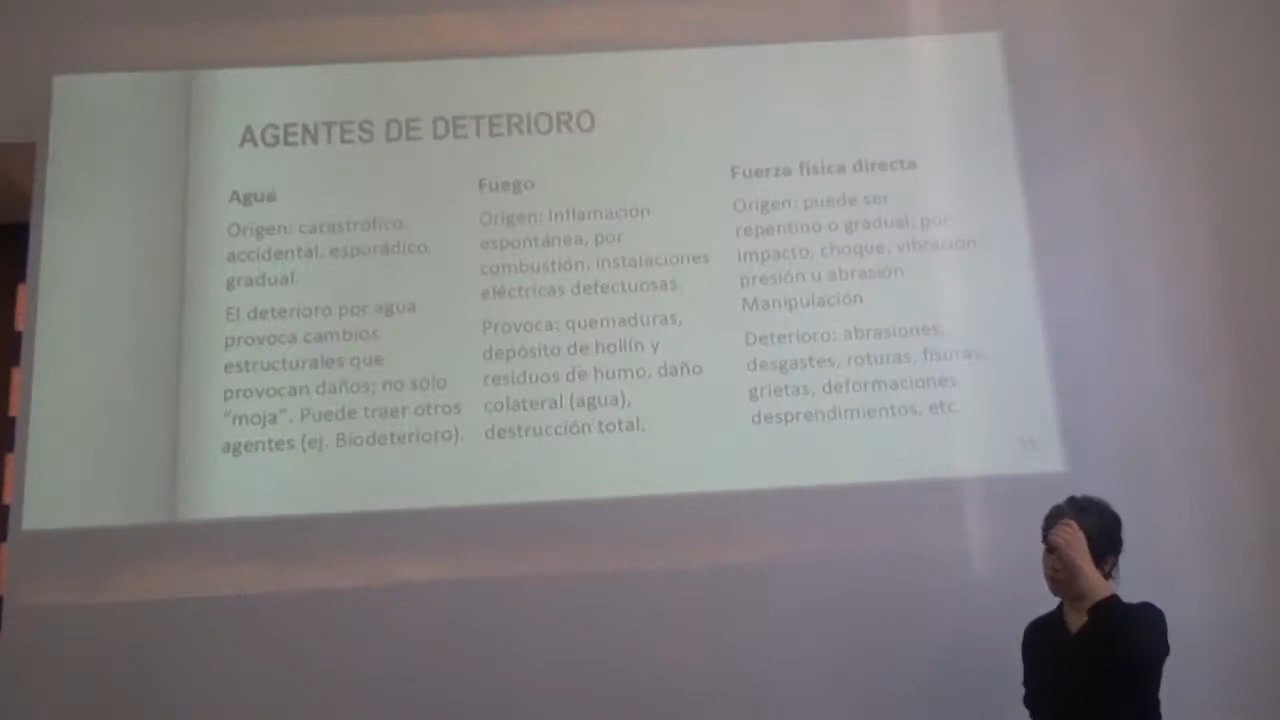 AGENTES DE DETERIORO
Agua
Origen: catastrófico,
accidental, esporádico,
gradual.
El deterioro por agua
provoca cambios
estructurales que
provocan daños; no sólo
“moja”. Puede traer otros
agentes (ej. Biodeterioro).
Fuego
Origen: Inflamación
espontánea, por
combustión, instalaciones
eléctricas defectuosas.
Provoca: quemaduras,
depósito de hollín y
residuos de humo, daño
colateral (agua),
destrucción total.
Fuerza física directa
Origen: puede ser
repentino o gradual, por
impacto, choque, vibración
presión u abrasión
Manipulación
Deterioro: abrasiones,
desgastes, roturas, fisuras,
grietas, deformaciones
desprendimientos, etc